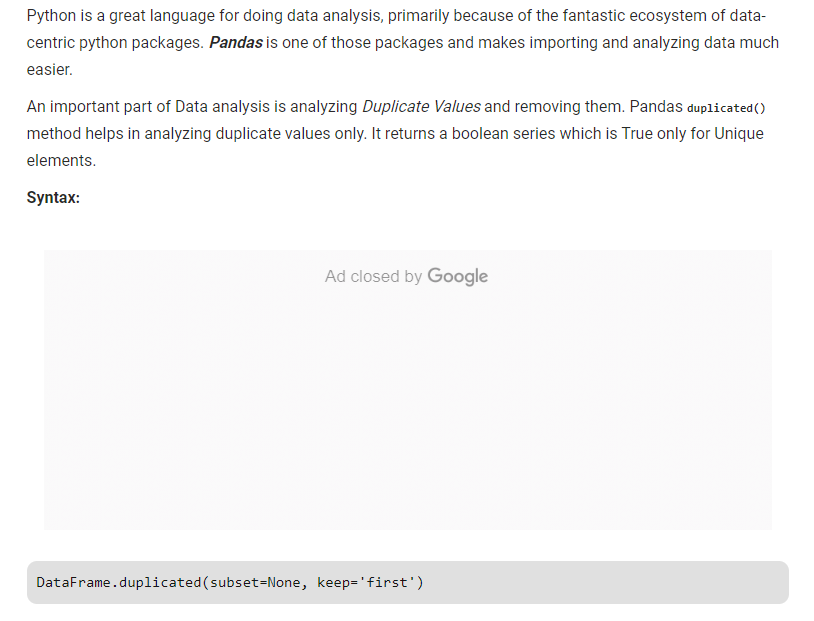 Python is a great language for doing data analysis, primarily because of the fantastic ecosystem of data-
centric python packages. Pandas is one of those packages and makes importing and analyzing data much
easier.
An important part of Data analysis is analyzing Duplicate Values and removing them. Pandas duplicated()
method helps in analyzing duplicate values only. It returns a boolean series which is True only for Unique
elements.
Syntax:
Ad closed by Google
DataFrame.duplicated(subset=None, keep='first')